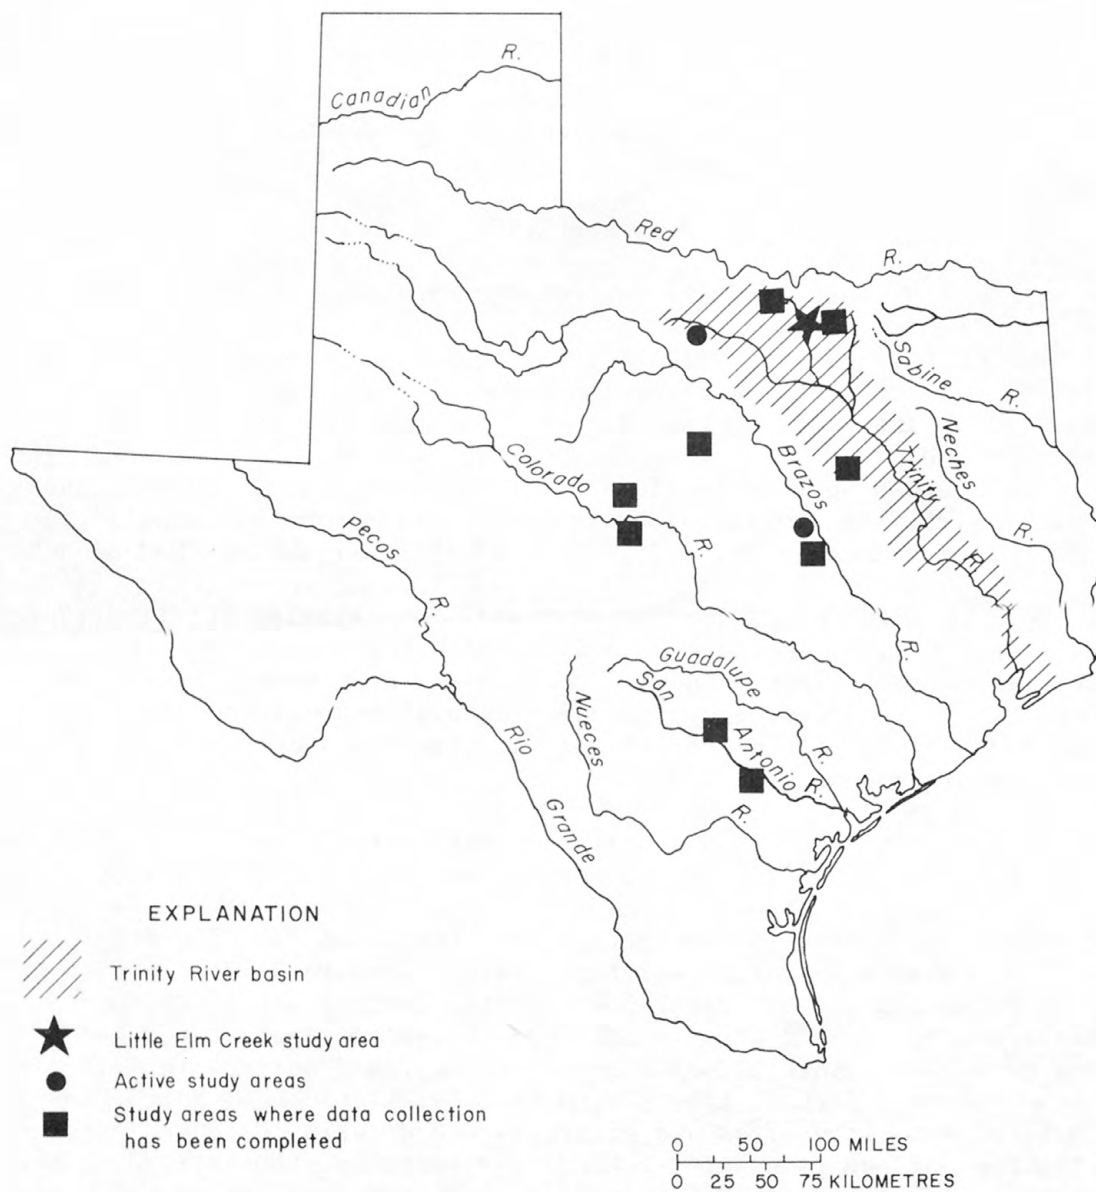 Canadian R.
Red R.
Sabine R.
Neches R.
Trinity R.
Brazos R.
Colorado R.
Pecos R.
Guadalupe R.
San Antonio R.
Nueces R.
Rio Grande
EXPLANATION
Trinity River basin
Little Elm Creek study area
Active study areas
Study areas where data collection
has been completed
0 50 100 MILES
0 25 50 75 KILOMETRES